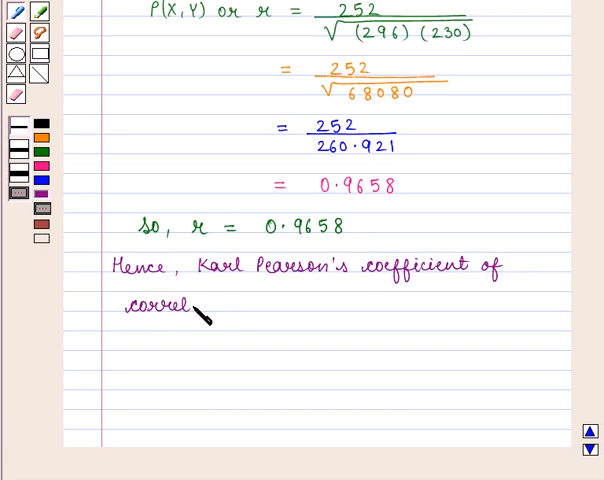 P(X,Y) or r = 252 / √(296)(230)
= 252 / √68080
= 252 / 260.921
= 0.9658
So, r = 0.9658
Hence, Karl Pearson's coefficient of
correl